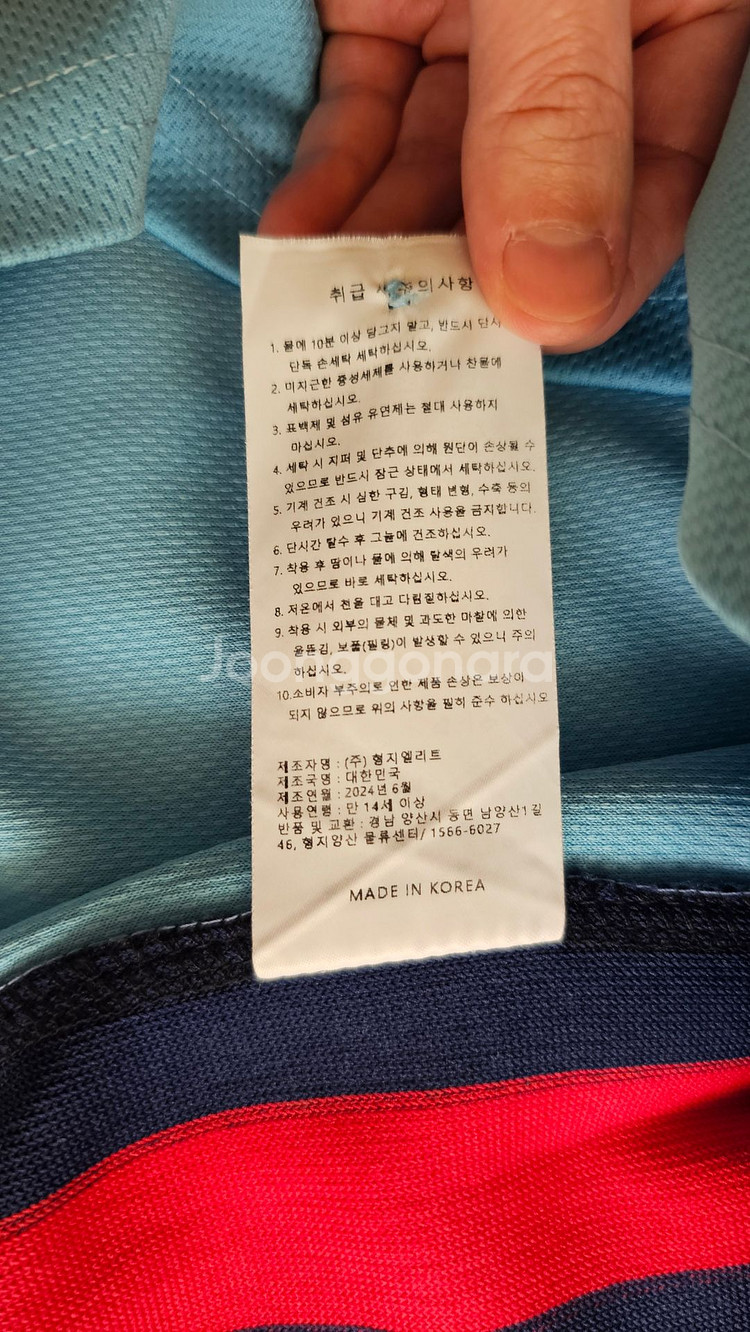 취급 의사항
1. 물에 10분 이상 담그지 말고, 반드시 단시
단독 손세탁 세탁하십시오.
2. 미지근한 중성세제를 사용하거나 찬물에
세탁하십시오.
3. 표백제 및 섬유 유연제는 절대 사용하지
마십시오.
4. 세탁 시 지퍼 및 단추에 의해 원단이 손상될 수
있으므로 반드시 잠근 상태에서 세탁하십시오.
5. 기계 건조 시 심한 구김, 형태 변형, 수축 등의
우려가 있으니 기계 건조 사용을 금지합니다.
6. 단시간 탈수 후 그늘에 건조하십시오.
7. 착용 후 땀이나 물에 의해 탈색의 우려가
있으므로 바로 세탁하십시오.
8. 저온에서 천을 대고 다림질하십시오.
9. 착용 시 외부의 물체 및 과도한 마찰에 의한
올뜯김, 보풀(필링)이 발생할 수 있으니 주의
하십시오.
Joonggonara
10.소비자 부주의로 인한 제품 손상은 보상이
되지 않으므로 위의 사항을 필히 준수 하십시오
제조자명 : (주) 형지엘리트
제조국명 : 대한민국
제조연월 : 2024년 6월
사용연령 : 만 14세 이상
반품 및 교환 : 경남 양산시 동면 남양산1길
46, 형지양산 물류센터/ 1566-6027
MADE IN KOREA